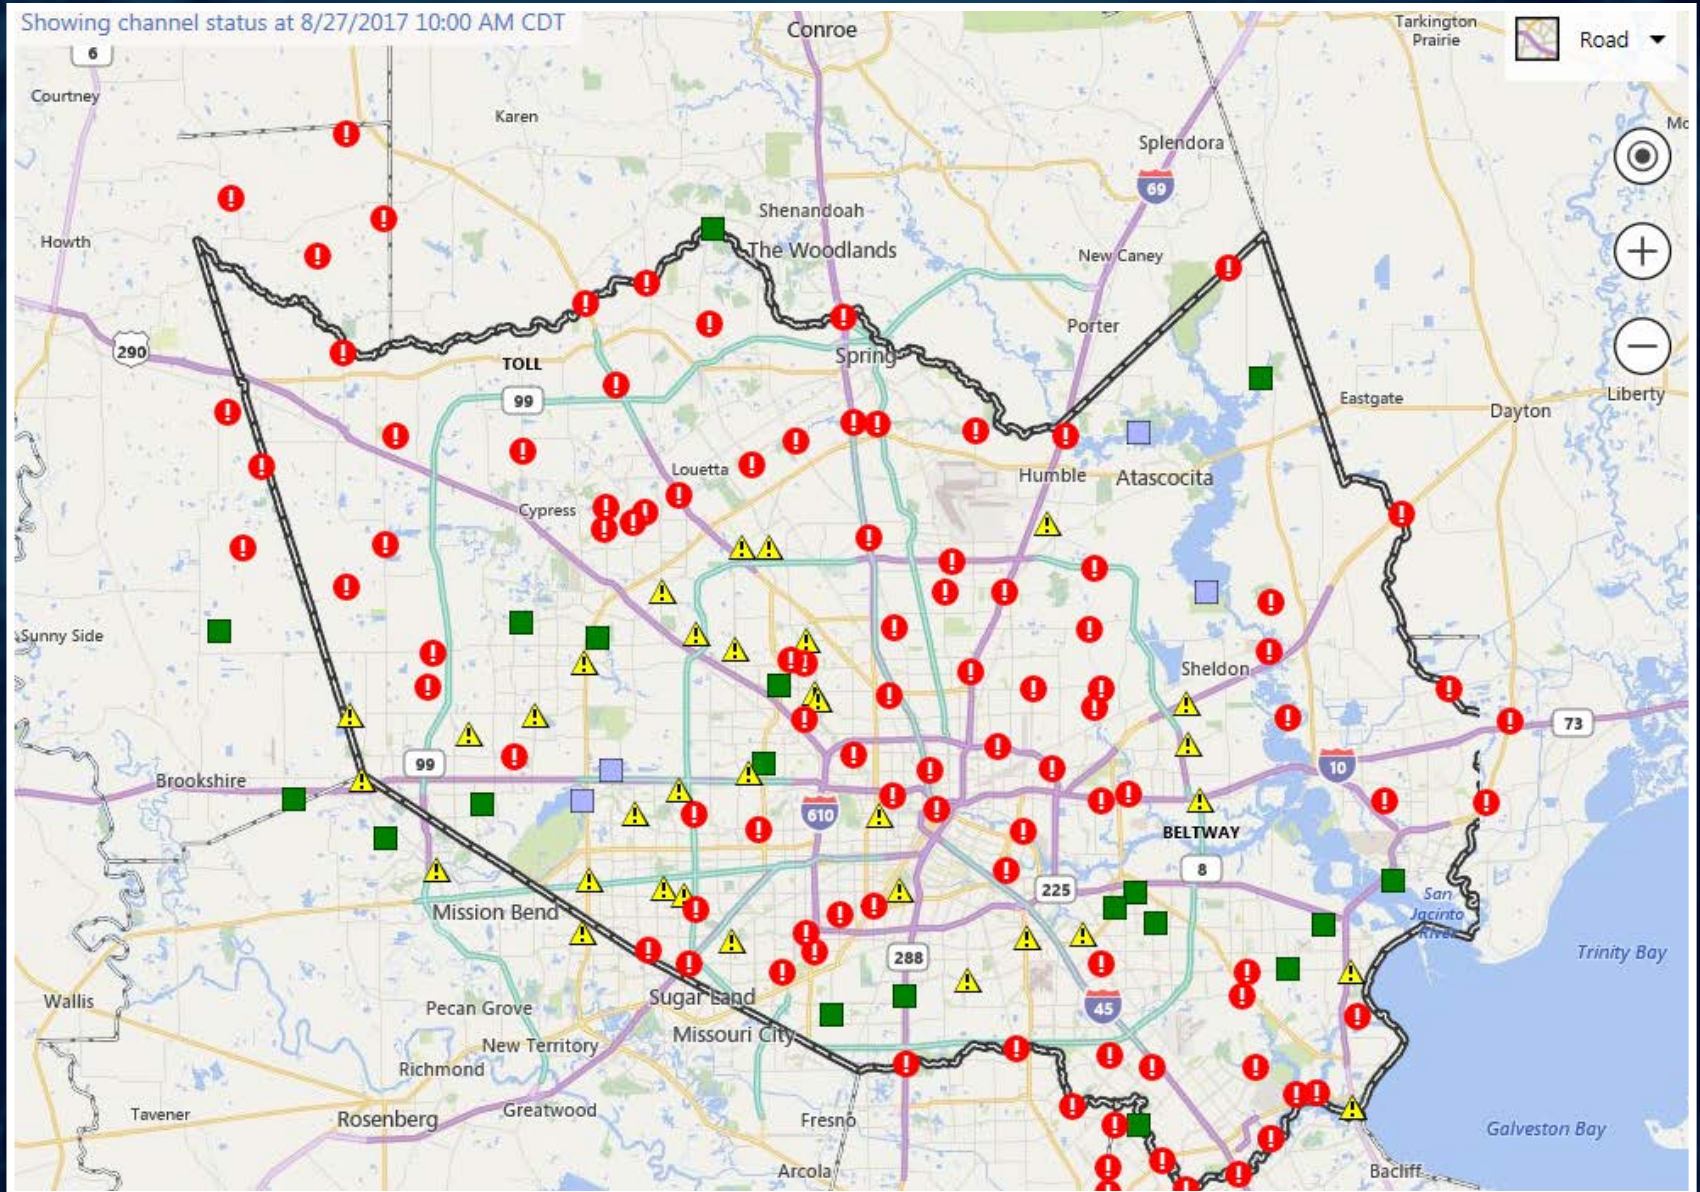 Showing channel status at 8/27/2017 10:00 AM CDT
Conroe
Tarkington
Prairie
Road
6
Courtney
Karen
Splendora
69
Shenandoah
Howth
The Woodlands
New Caney
Porter
290
TOLL
Spring
99
Eastgate
Liberty
Dayton
Louetta
Humble
Atascocita
Cypress
Sunny Side
Sheldon
73
99
10
Brookshire
610
BELTWAY
8
225
San
Jacinto
River
Mission Bend
288
Trinity Bay
Wallis
Sugar Land
Pecan Grove
45
Missouri City
New Territory
Richmond
Greatwood
Tavener
Rosenberg
Fresno
Galveston Bay
Arcola
Bacliff